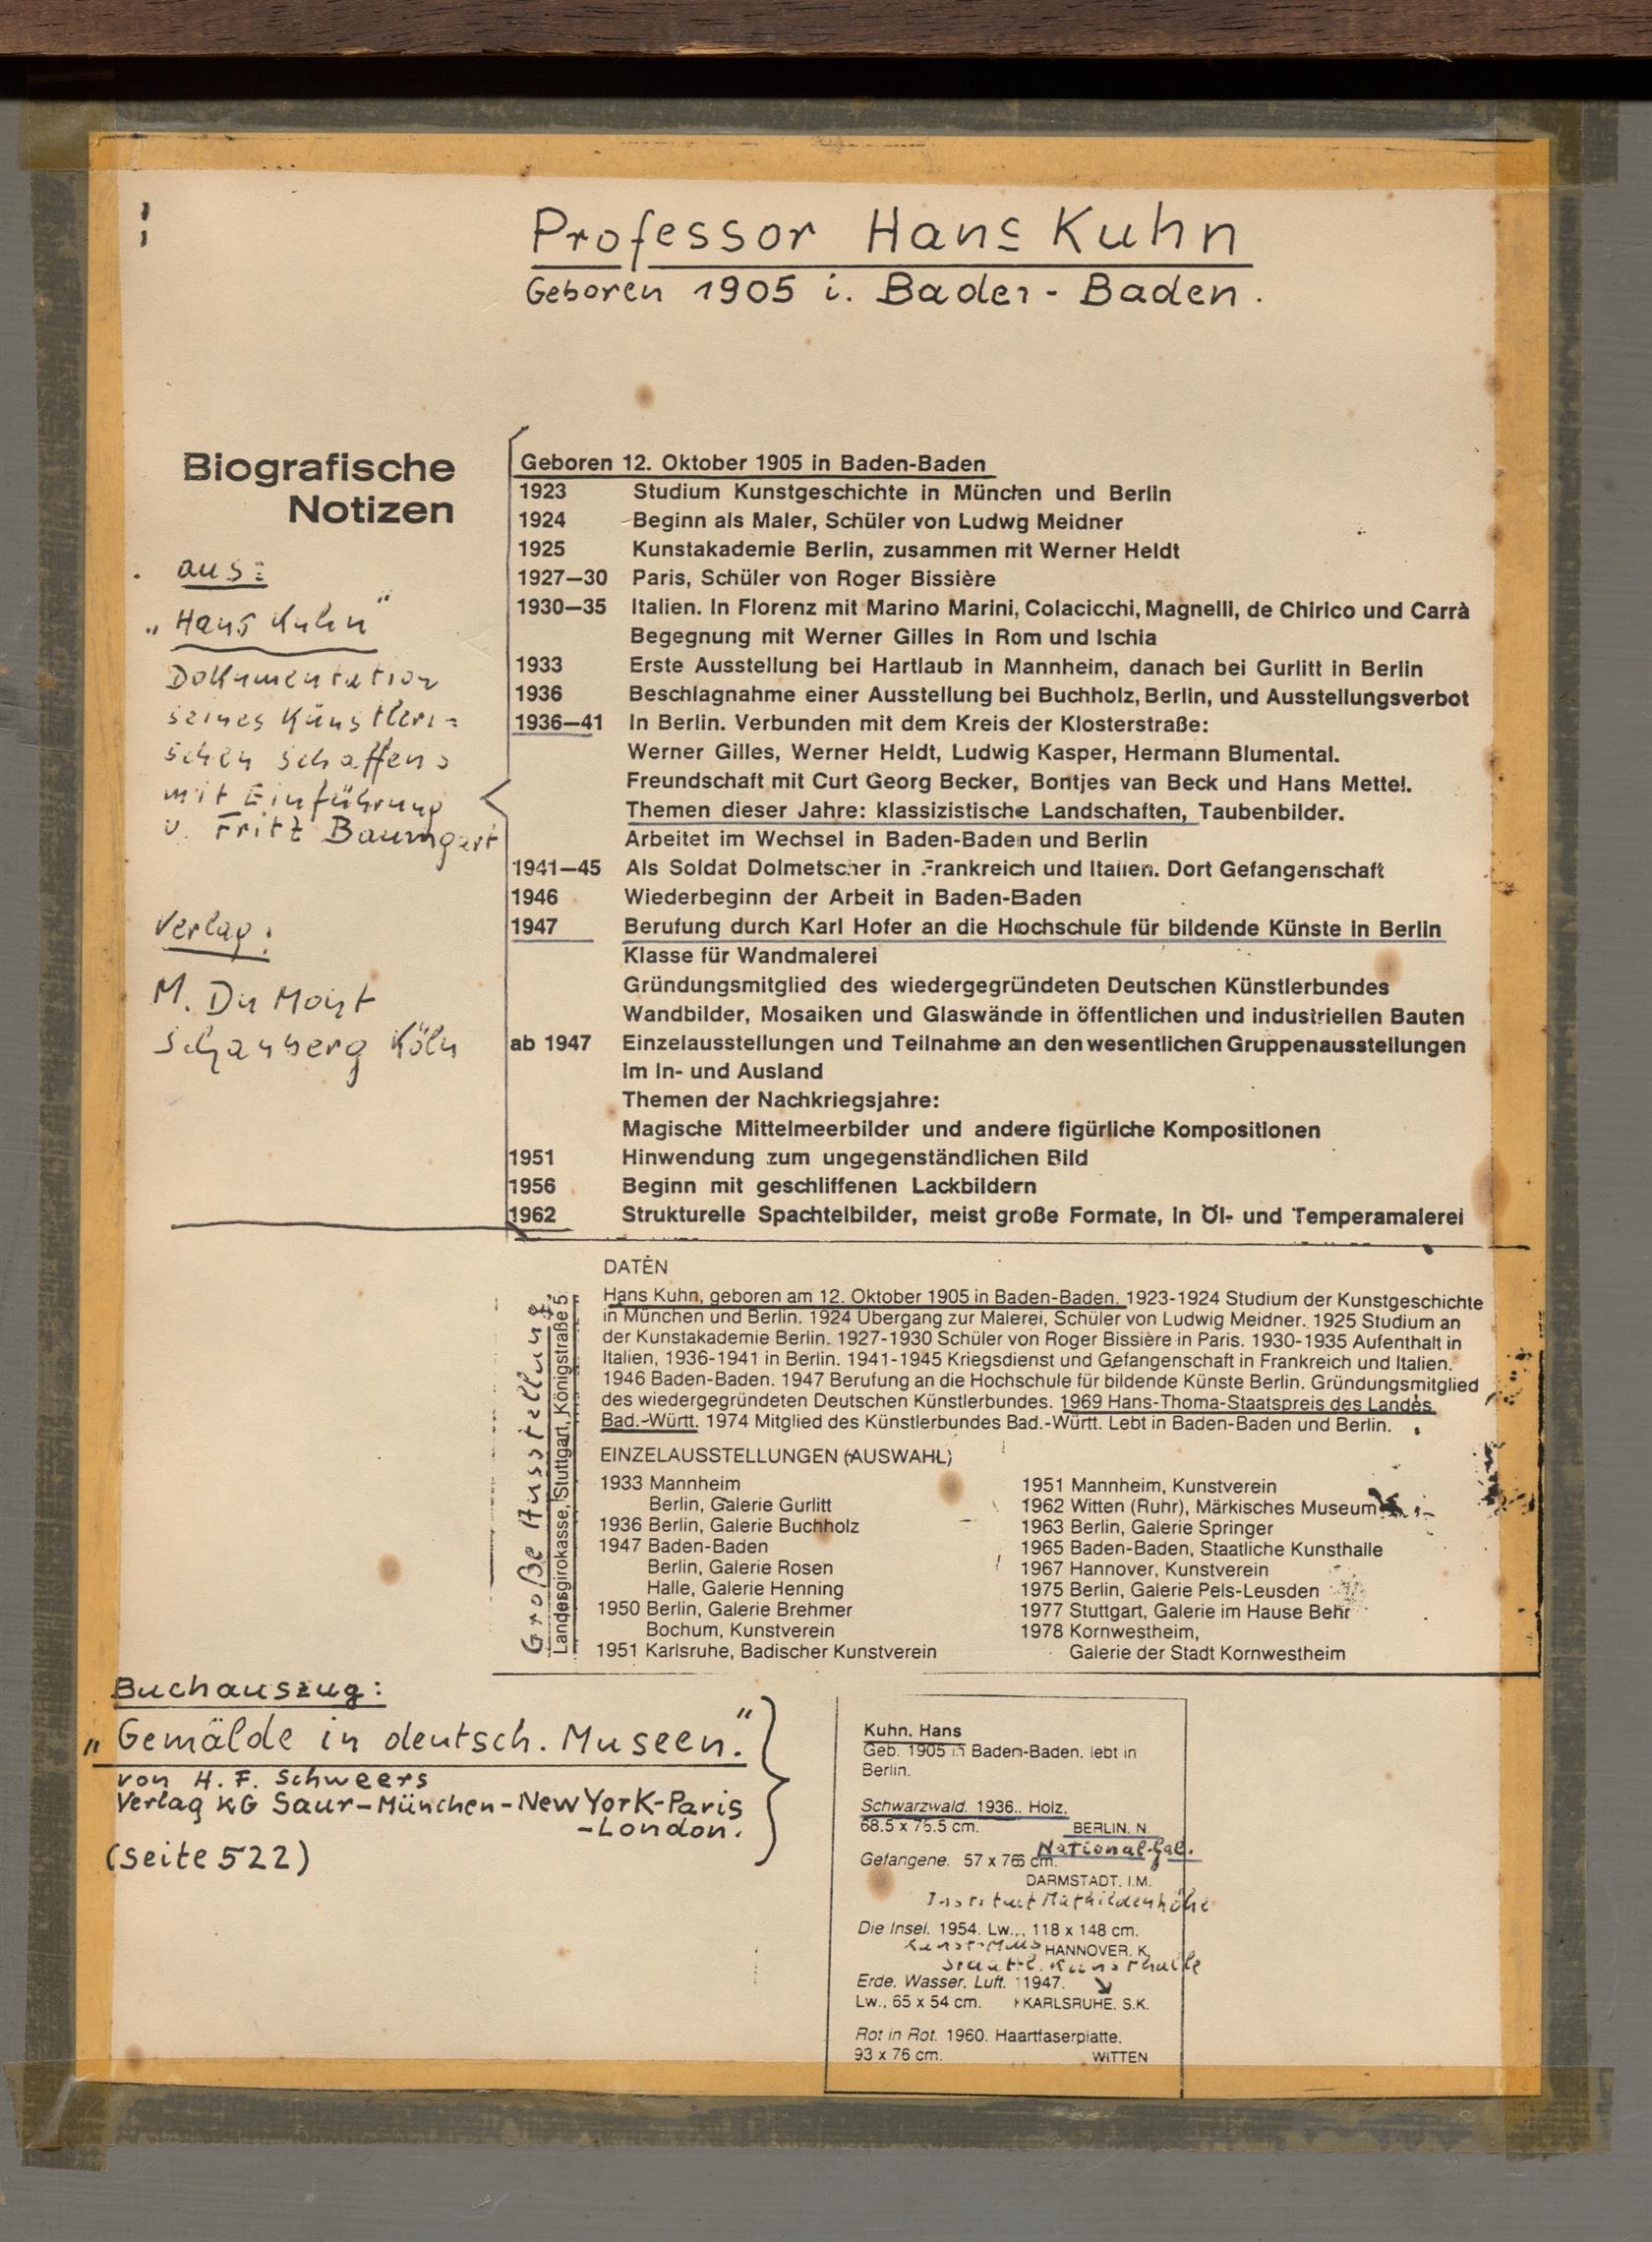 Professor Hans Kuhn
Geboren 1905 i. Baden-Baden.
Biografische
Notizen
aus:
„Hans Kuhn"
Dokumentation
seines Künstleri=
schen Schaffens
mit Einführung
v. Fritz Baumgart
Verlag:
M. Du Mont
Schauberg Köln
Geboren 12. Oktober 1905 in Baden-Baden
1923 Studium Kunstgeschichte in München und Berlin
1924 Beginn als Maler, Schüler von Ludwg Meidner
1925 Kunstakademie Berlin, zusammen mit Werner Heldt
1927—30 Paris, Schüler von Roger Bissière
1930—35 Italien. In Florenz mit Marino Marini, Colacicchi, Magnelli, de Chirico und Carrà
Begegnung mit Werner Gilles in Rom und Ischia
1933 Erste Ausstellung bei Hartlaub in Mannheim, danach bei Gurlitt in Berlin
1936 Beschlagnahme einer Ausstellung bei Buchholz, Berlin, und Ausstellungsverbot
1936—41 In Berlin. Verbunden mit dem Kreis der Klosterstraße:
Werner Gilles, Werner Heldt, Ludwig Kasper, Hermann Blumental.
Freundschaft mit Curt Georg Becker, Bontjes van Beck und Hans Mettel.
Themen dieser Jahre: klassizistische Landschaften, Taubenbilder.
Arbeitet im Wechsel in Baden-Baden und Berlin
1941—45 Als Soldat Dolmetscher in Frankreich und Italien. Dort Gefangenschaft
1946 Wiederbeginn der Arbeit in Baden-Baden
1947 Berufung durch Karl Hofer an die Hochschule für bildende Künste in Berlin
Klasse für Wandmalerei
Gründungsmitglied des wiedergegründeten Deutschen Künstlerbundes
Wandbilder, Mosaiken und Glaswände in öffentlichen und industriellen Bauten
ab 1947 Einzelausstellungen und Teilnahme an den wesentlichen Gruppenausstellungen
im In- und Ausland
Themen der Nachkriegsjahre:
Magische Mittelmeerbilder und andere figürliche Kompositionen
1951 Hinwendung zum ungegenständlichen Bild
1956 Beginn mit geschliffenen Lackbildern
1962 Strukturelle Spachtelbilder, meist große Formate, in Öl- und Temperamalerei
Große Ausstellung:
Landesgirokasse, Stuttgart, Königstraße 5.
DATEN
Hans Kuhn, geboren am 12. Oktober 1905 in Baden-Baden. 1923-1924 Studium der Kunstgeschichte
in München und Berlin. 1924 Übergang zur Malerei, Schüler von Ludwig Meidner. 1925 Studium an
der Kunstakademie Berlin. 1927-1930 Schüler von Roger Bissière in Paris. 1930-1935 Aufenthalt in
Italien, 1936-1941 in Berlin. 1941-1945 Kriegsdienst und Gefangenschaft in Frankreich und Italien.
1946 Baden-Baden. 1947 Berufung an die Hochschule für bildende Künste Berlin. Gründungsmitglied
des wiedergegründeten Deutschen Künstlerbundes. 1969 Hans-Thoma-Staatspreis des Landes
Bad.-Württ. 1974 Mitglied des Künstlerbundes Bad.-Württ. Lebt in Baden-Baden und Berlin.
EINZELAUSSTELLUNGEN (AUSWAHL)
1933 Mannheim
Berlin, Galerie Gurlitt
1936 Berlin, Galerie Buchholz
1947 Baden-Baden
Berlin, Galerie Rosen
Halle, Galerie Henning
1950 Berlin, Galerie Brehmer
Bochum, Kunstverein
1951 Karlsruhe, Badischer Kunstverein
1951 Mannheim, Kunstverein
1962 Witten (Ruhr), Märkisches Museum
1963 Berlin, Galerie Springer
1965 Baden-Baden, Staatliche Kunsthalle
1967 Hannover, Kunstverein
1975 Berlin, Galerie Pels-Leusden
1977 Stuttgart, Galerie im Hause Behr
1978 Kornwestheim,
Galerie der Stadt Kornwestheim
Buchauszug:
„Gemälde in deutsch. Museen."
von H. F. Schweers
Verlag KG Saur-München-New York-Paris
-London.
(Seite 522)
Kuhn, Hans
Geb. 1905 in Baden-Baden, lebt in
Berlin.
Schwarzwald. 1936.. Holz.
68.5 x 75.5 cm. BERLIN. N.
National-Gal.
Gefangene. 57 x 76 cm.
DARMSTADT. I.M.
Institut Mathildenhöhe
Die Insel. 1954. Lw.., 118 x 148 cm.
Kunst-Mus HANNOVER. K.
Staatl. Kunsthalle
Erde. Wasser. Luft. 1947.
Lw., 65 x 54 cm. KARLSRUHE. S.K.
Rot in Rot. 1960. Haartfaserplatte.
93 x 76 cm. WITTEN